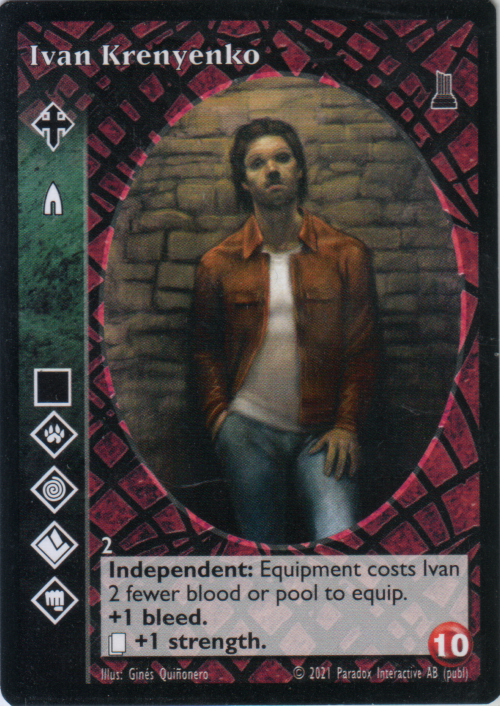 Ivan Krenyenko
2
Independent: Equipment costs Ivan
2 fewer blood or pool to equip.
+1 bleed.
+1 strength.
10
Illus: Ginés Quiñonero © 2021 Paradox Interactive AB (publ)